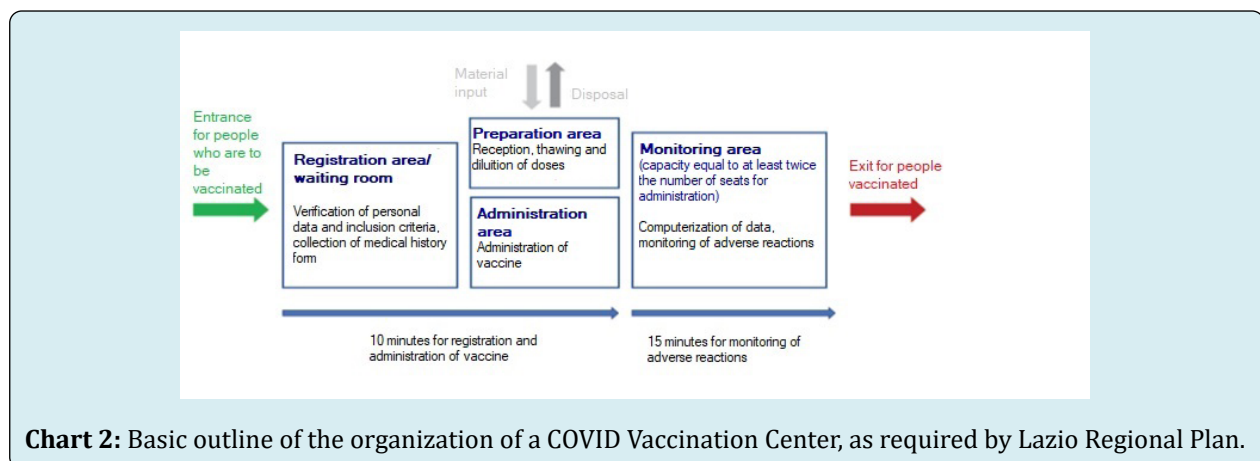 Material
input
Disposal
Entrance
for people
who are to
be
vaccinated
Registration area/
waiting room
Verification of personal
data and inclusion criteria,
collection of medical history
form
Preparation area
Reception, thawing and
dilution of doses
Administration
area
Administration of
vaccine
Monitoring area
(capacity equal to at least twice
the number of seats for
administration)
Computerization of data,
monitoring of adverse reactions
Exit for people
vaccinated
10 minutes for registration and
administration of vaccine
15 minutes for monitoring of
adverse reactions
Chart 2: Basic outline of the organization of a COVID Vaccination Center, as required by Lazio Regional Plan.